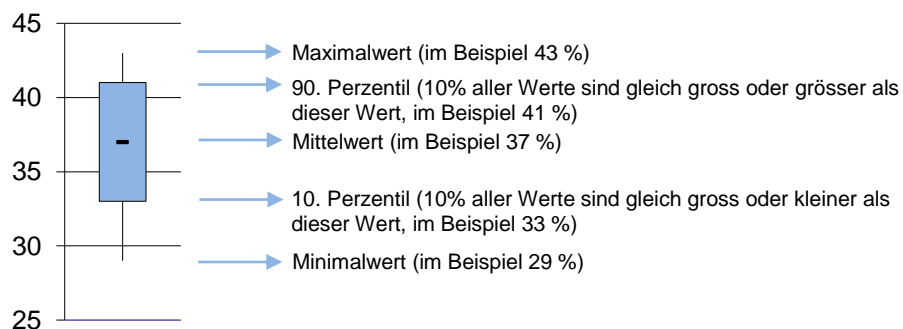 45
Maximalwert (im Beispiel 43 %)
90. Perzentil (10% aller Werte sind gleich gross oder grösser als
40
dieser Wert, im Beispiel 41 %)
Mittelwert (im Beispiel 37 %)
35
10. Perzentil (10% aller Werte sind gleich gross oder kleiner als
dieser Wert, im Beispiel 33 %)
30
Minimalwert (im Beispiel 29 %)
25